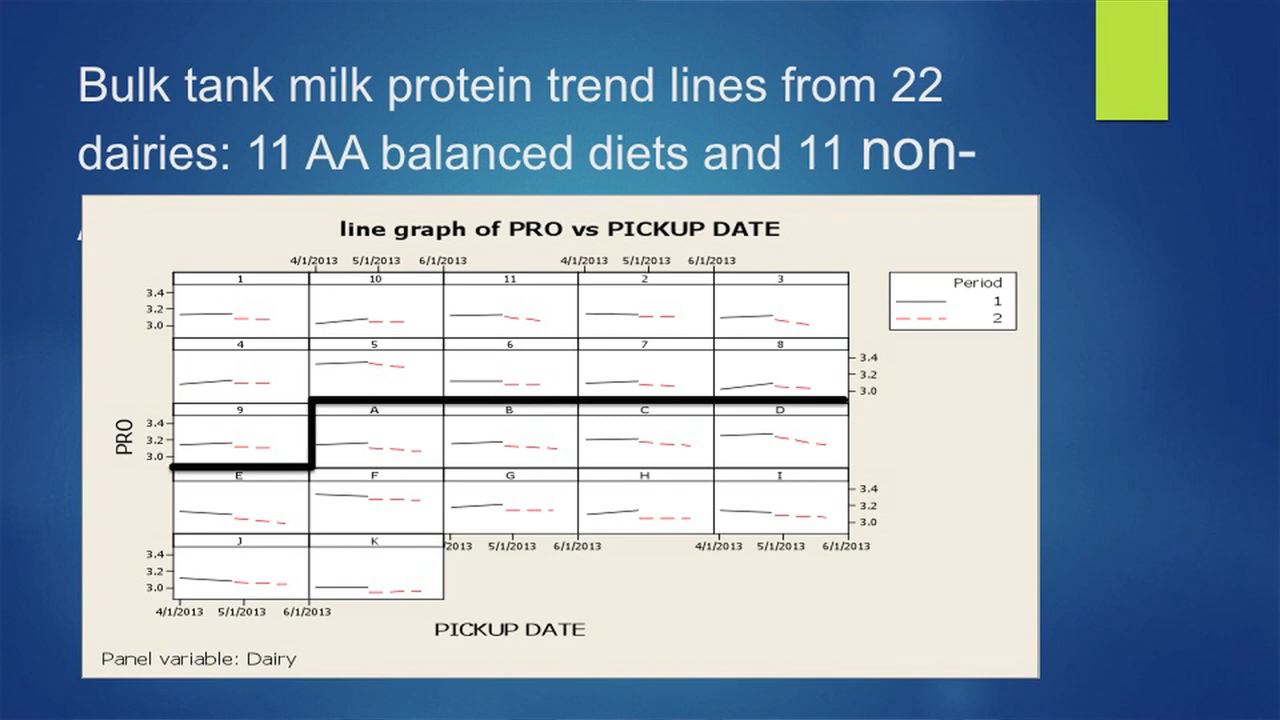 Bulk tank milk protein trend lines from 22
dairies: 11 AA balanced diets and 11 non-
line graph of PRO vs PICKUP DATE
4/1/2013 5/1/2013 6/1/2013 4/1/2013 5/1/2013 6/1/2013
1 10 11 2 3
Period
1
2
3.4
3.2
3.0
4 5 6 7 8
3.4
3.2
3.0
9 A B C D
3.4
3.2
3.0
PRO
E F G H I
3.4
3.2
3.0
J K
/2013 5/1/2013 6/1/2013 4/1/2013 5/1/2013 6/1/2013
3.4
3.2
3.0
4/1/2013 5/1/2013 6/1/2013
PICKUP DATE
Panel variable: Dairy